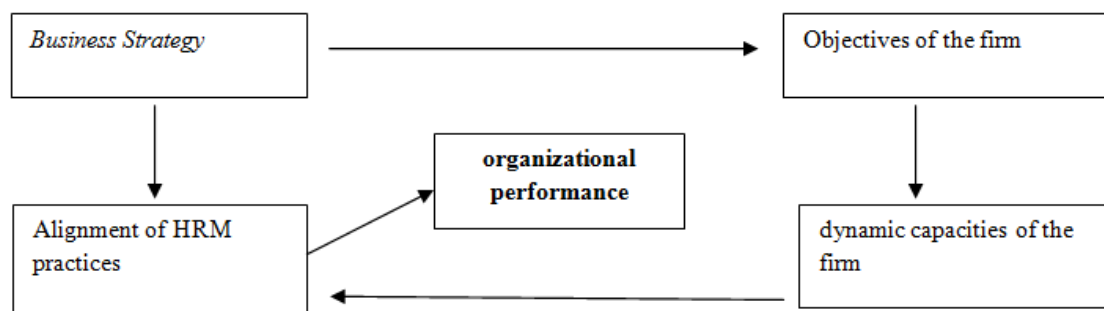 Business Strategy
Objectives of the firm
organizational
performance
Alignment of HRM
practices
dynamic capacities of the
firm